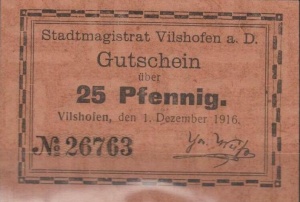 Stadtmagistrat Vilshofen a. D.
Gutschein
über
25 Pfennig.
Vilshofen, den 1. Dezember 1916.
№ 26763